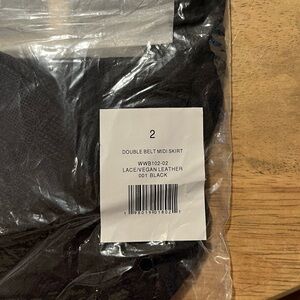 2
DOUBLE BELT MIDI SKIRT
WWB102-02
LACE/VEGAN LEATHER
001 BLACK